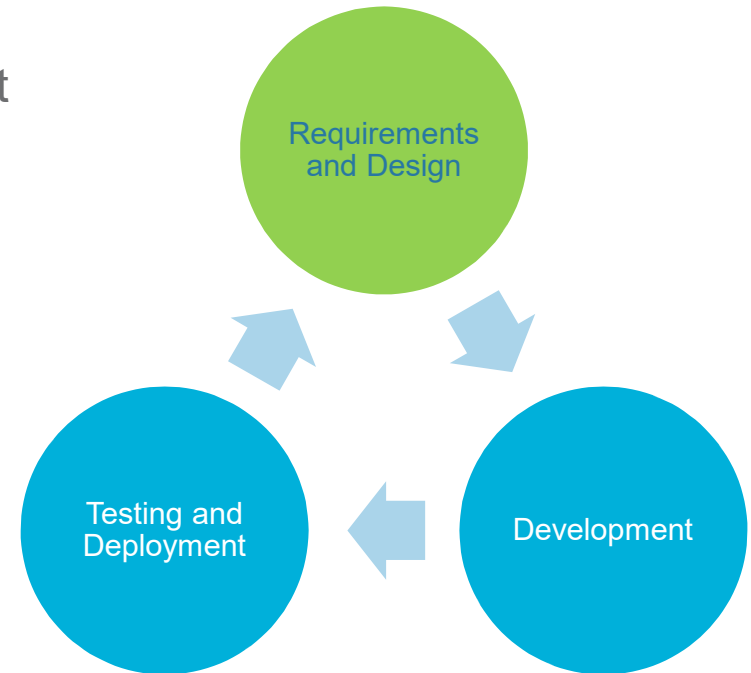 t
Requirements
and Design
Testing and
Deployment
Development